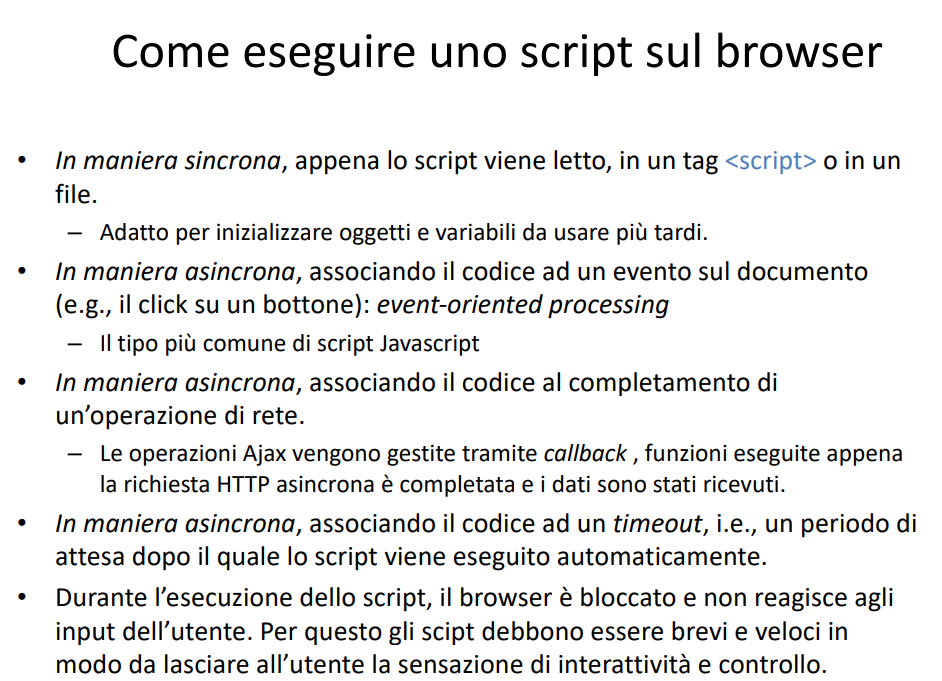 Come eseguire uno script sul browser
• In maniera sincrona, appena lo script viene letto, in un tag <script> o in un
file.
– Adatto per inizializzare oggetti e variabili da usare più tardi.
• In maniera asincrona, associando il codice ad un evento sul documento
(e.g., il click su un bottone): event-oriented processing
– Il tipo più comune di script Javascript
• In maniera asincrona, associando il codice al completamento di
un’operazione di rete.
– Le operazioni Ajax vengono gestite tramite callback , funzioni eseguite appena
la richiesta HTTP asincrona è completata e i dati sono stati ricevuti.
• In maniera asincrona, associando il codice ad un timeout, i.e., un periodo di
attesa dopo il quale lo script viene eseguito automaticamente.
• Durante l’esecuzione dello script, il browser è bloccato e non reagisce agli
input dell’utente. Per questo gli scipt debbono essere brevi e veloci in
modo da lasciare all’utente la sensazione di interattività e controllo.